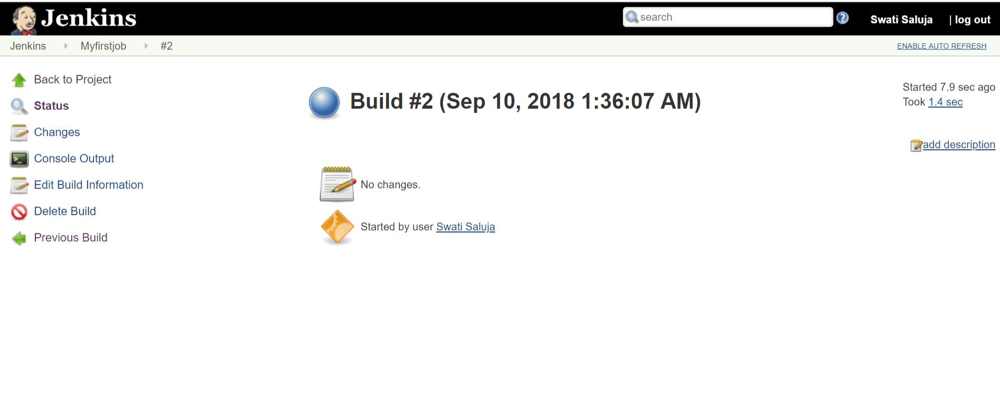 Jenkins
search
Swati Saluja | log out
Jenkins Myfirstjob #2
ENABLE AUTO REFRESH
Back to Project
Status
Changes
Console Output
Edit Build Information
Delete Build
Previous Build
Build #2 (Sep 10, 2018 1:36:07 AM)
Started 7.9 sec ago
Took 1.4 sec
add description
No changes.
Started by user Swati Saluja